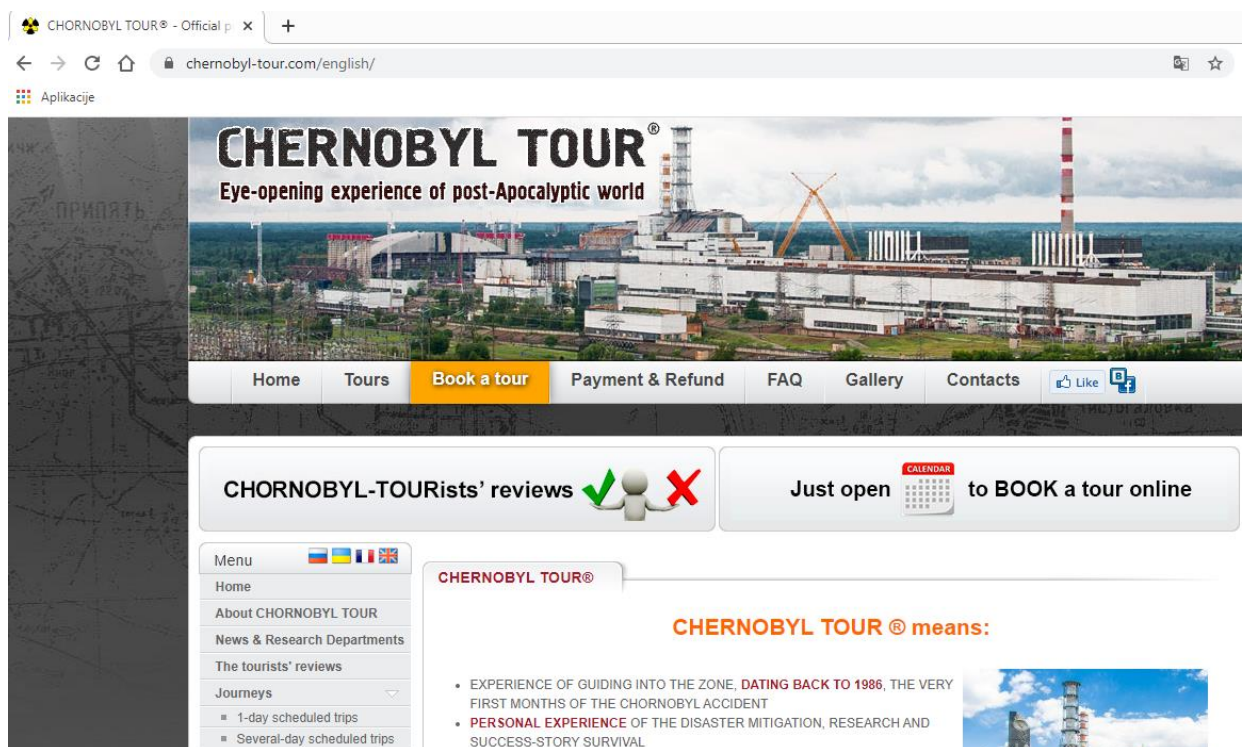 CHORNOBYL TOUR® - Official p
chernobyl-tour.com/english/
Aplikacije
CHERNOBYL TOUR®
Eye-opening experience of post-Apocalyptic world
ПРИПЯТЬ
Home Tours Book a tour Payment & Refund FAQ Gallery Contacts Like B f
CHORNOBYL-TOURists' reviews
CALENDAR
Just open to BOOK a tour online
Menu
Home
About CHORNOBYL TOUR
News & Research Departments
The tourists' reviews
Journeys
1-day scheduled trips
Several-day scheduled trips
CHERNOBYL TOUR®
CHERNOBYL TOUR ® means:
• EXPERIENCE OF GUIDING INTO THE ZONE, DATING BACK TO 1986, THE VERY
FIRST MONTHS OF THE CHORNOBYL ACCIDENT
• PERSONAL EXPERIENCE OF THE DISASTER MITIGATION, RESEARCH AND
SUCCESS-STORY SURVIVAL